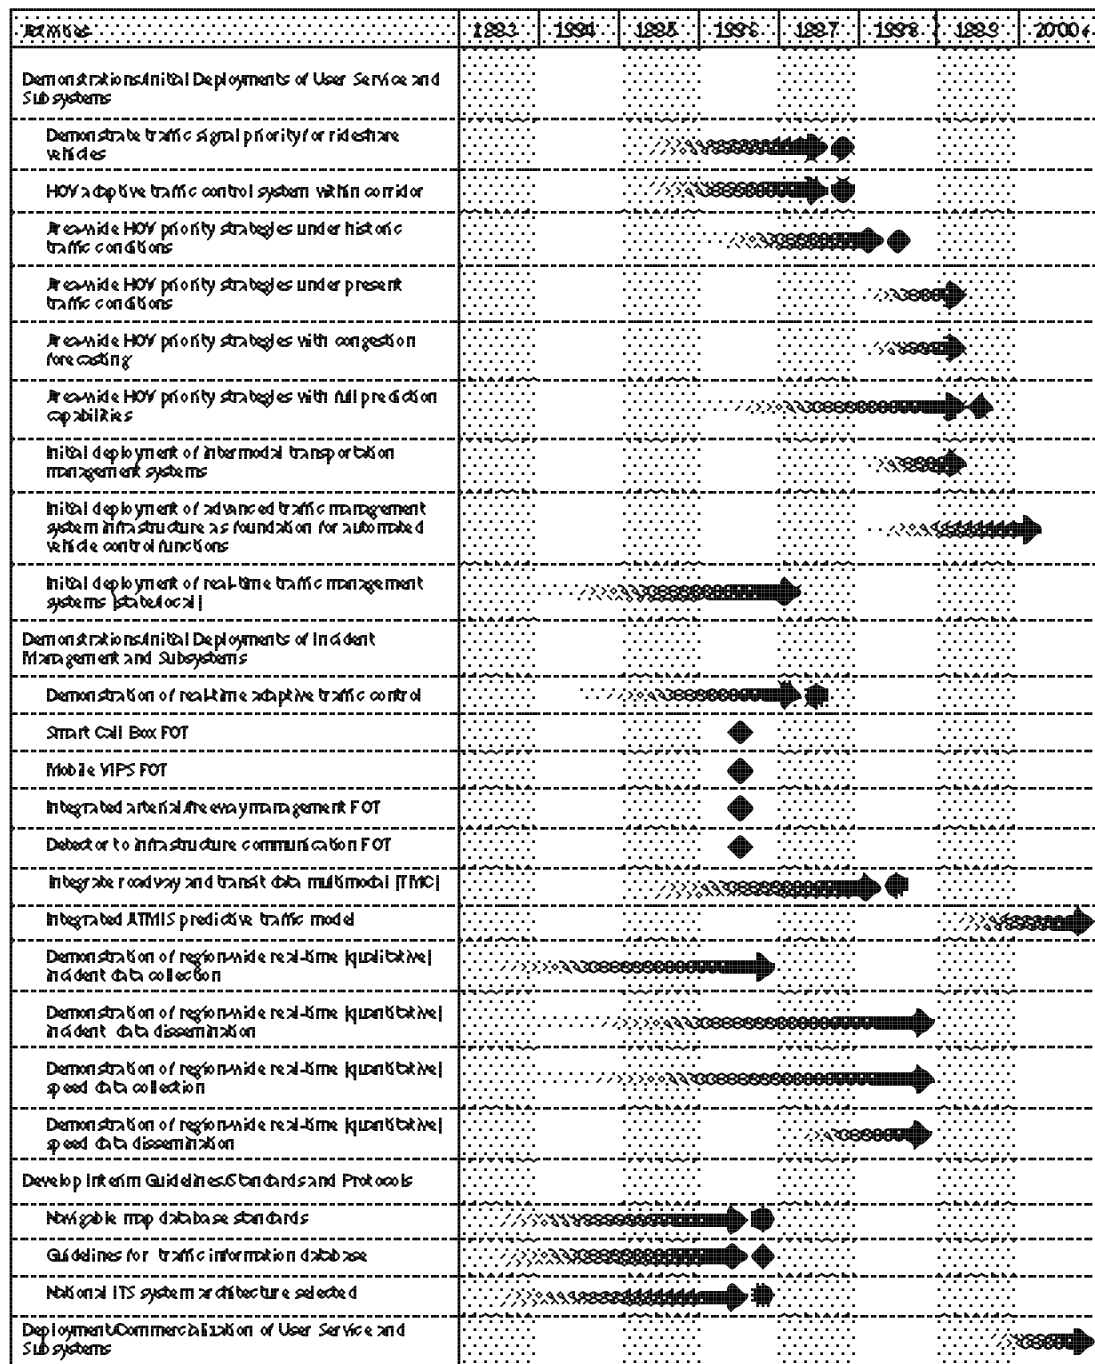 Activities 1993 1994 1995 1996 1997 1998 1999 2000+
Demonstrations/Initial Deployments of User Service and
Subsystems
Demonstrate traffic signal priority for rideshare
vehicles
HOV adaptive traffic control system within corridor
Area-wide HOV priority strategies under historic
traffic conditions
Area-wide HOV priority strategies under present
traffic conditions
Area-wide HOV priority strategies with congestion
forecasting
Area-wide HOV priority strategies with full prediction
capabilities
Initial deployment of intermodal transportation
management systems
Initial deployment of advanced traffic management
system infrastructure as foundation for automated
vehicle control functions
Initial deployment of real-time traffic management
systems [state/local]
Demonstrations/Initial Deployments of Incident
Management and Subsystems
Demonstration of real-time adaptive traffic control
Smart Call Box FOT
Mobile VIPS FOT
Integrated arterial/freeway management FOT
Detector to infrastructure communication FOT
Integrate roadway and transit data multimodal [TMC]
Integrated ATMIS predictive traffic model
Demonstration of region-wide real-time [qualitative]
incident data collection
Demonstration of region-wide real-time [quantitative]
incident data dissemination
Demonstration of region-wide real-time [quantitative]
speed data collection
Demonstration of region-wide real-time [quantitative]
speed data dissemination
Develop Interim Guidelines/Standards and Protocols
Navigable map database standards
Guidelines for traffic information database
National ITS system architecture selected
Deployment/Commercialization of User Service and
Subsystems